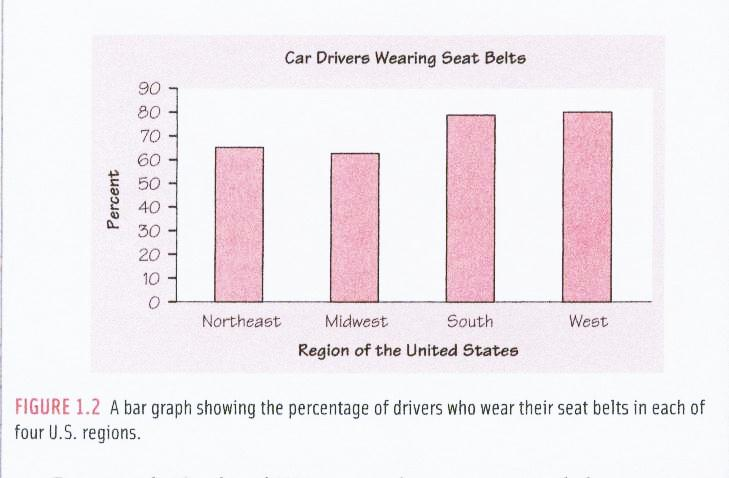 Car Drivers Wearing Seat Belts
90
80
70
60
50
40
30
20
10
0
Percent
Northeast Midwest South West
Region of the United States
FIGURE 1.2 A bar graph showing the percentage of drivers who wear their seat belts in each of
four U.S. regions.